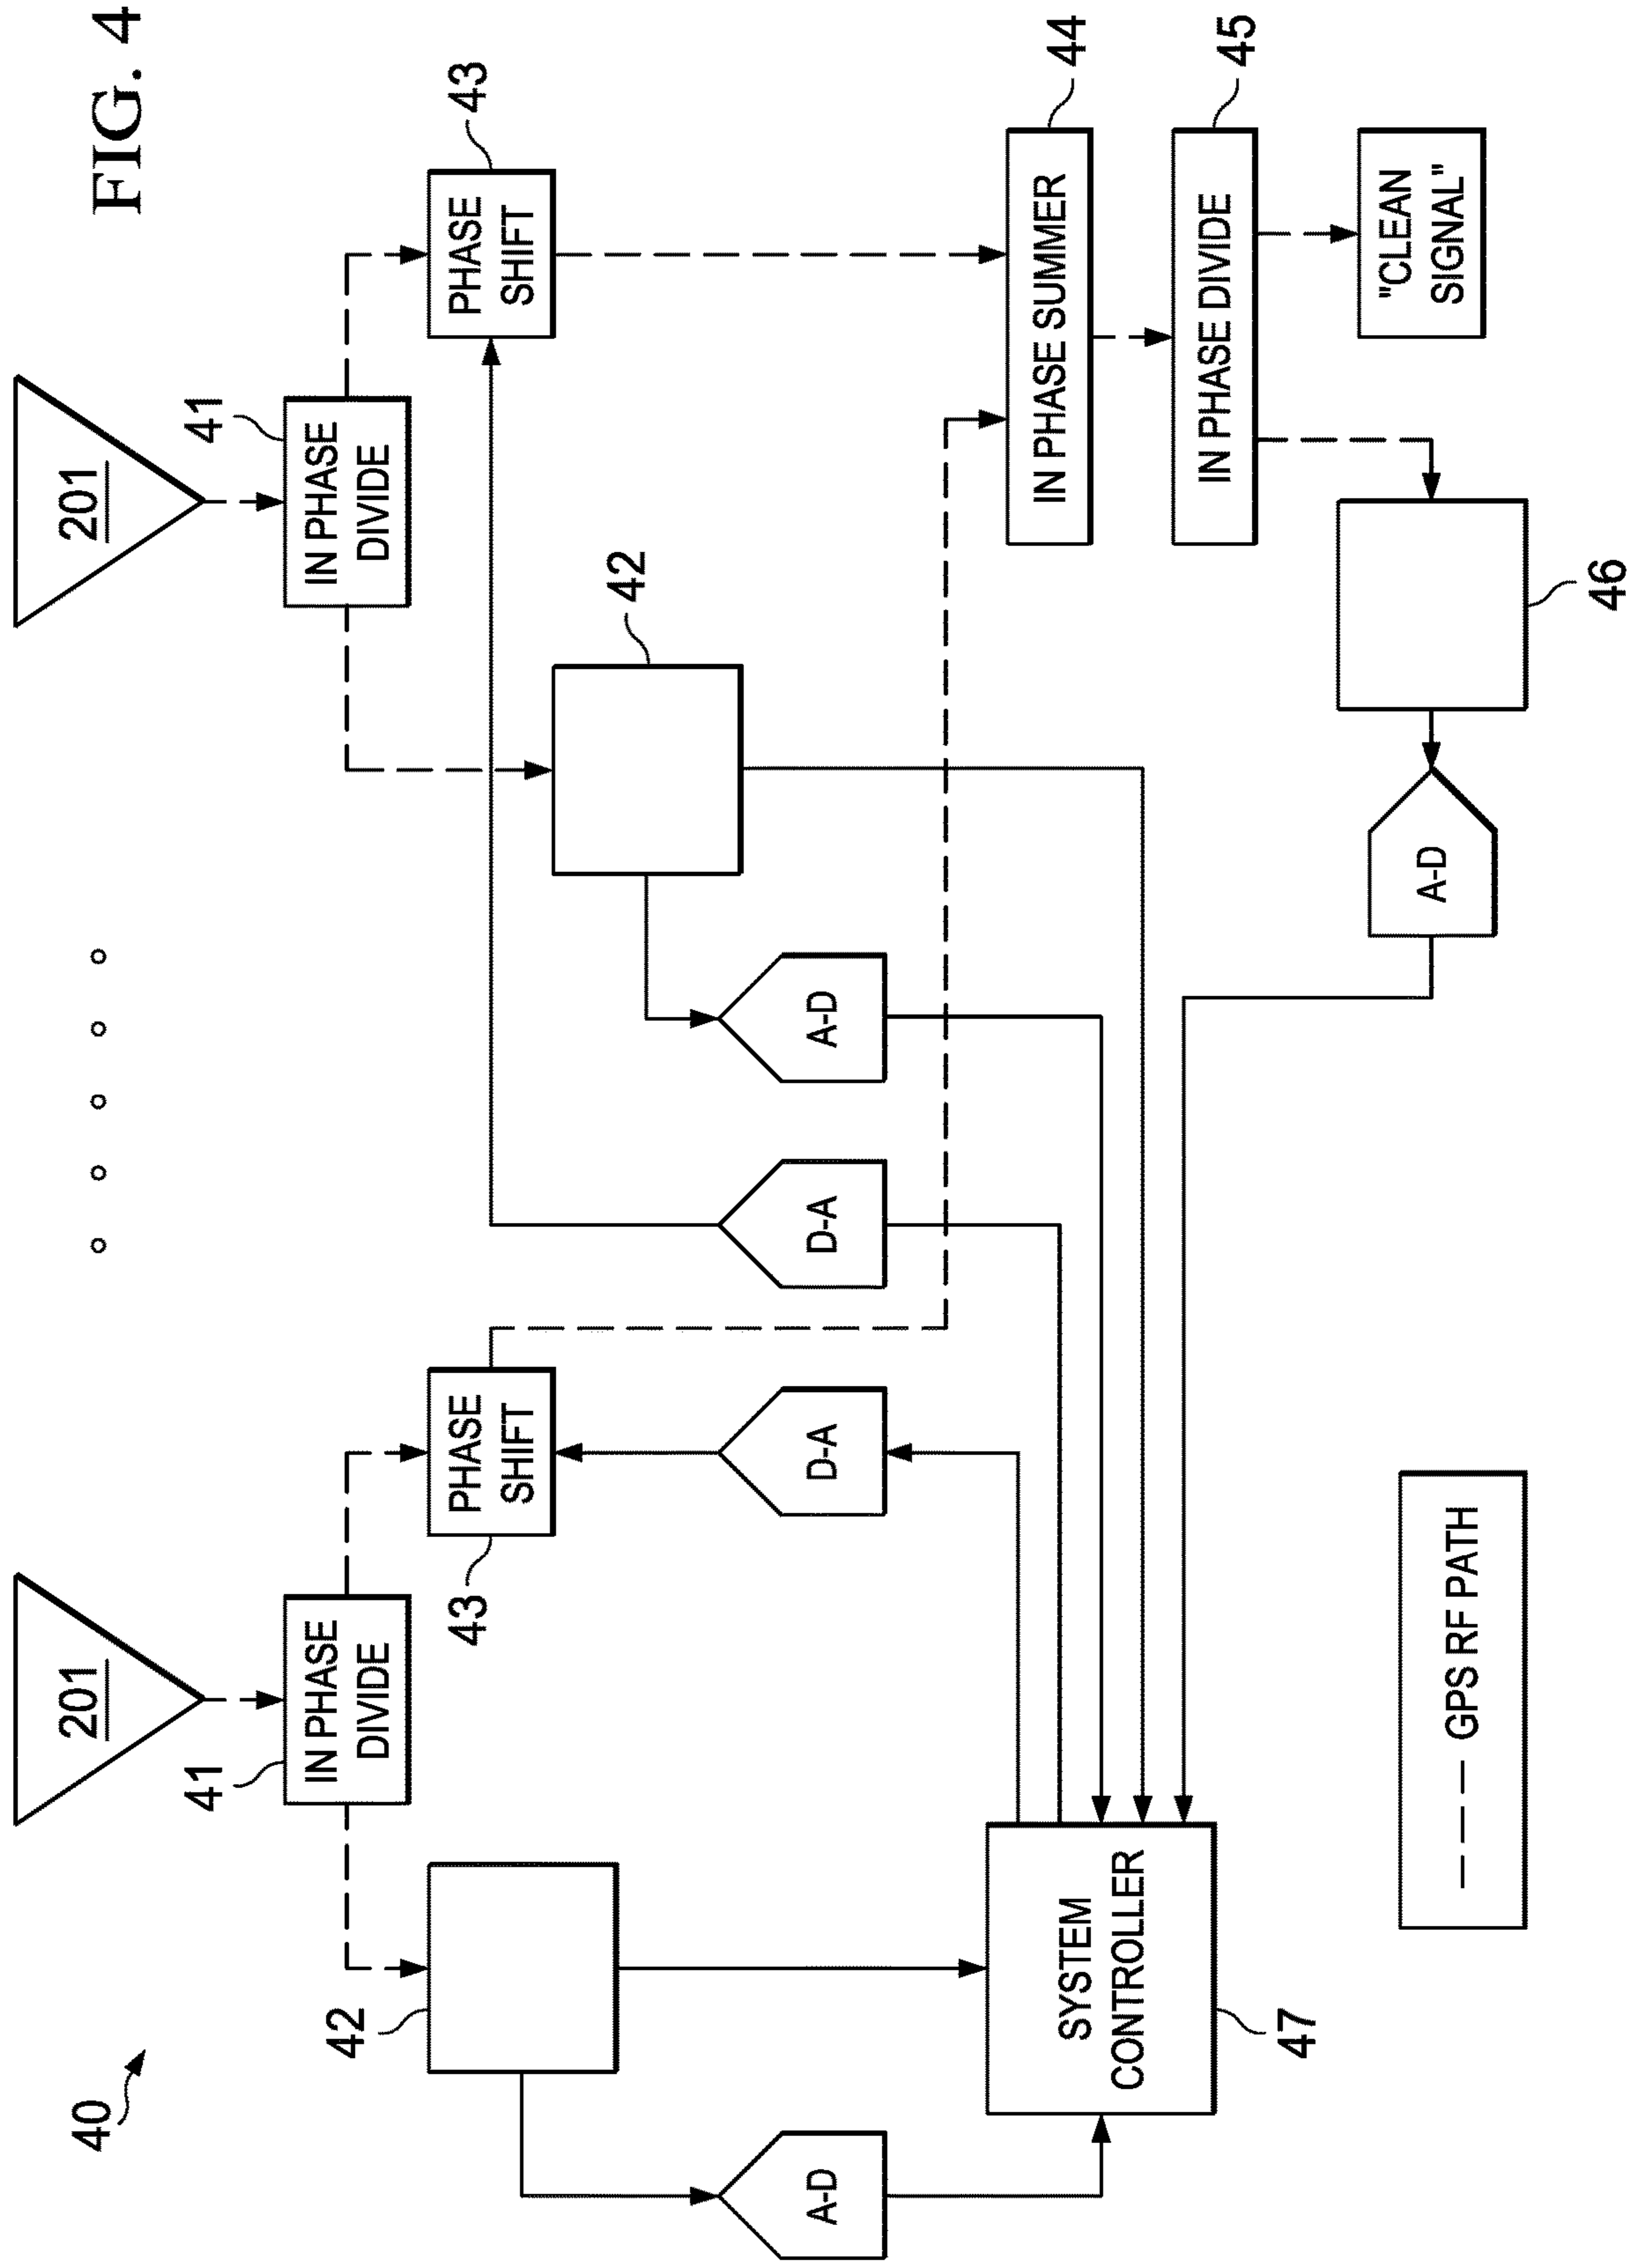 FIG. 4
40
201
201
41
41
IN PHASE
DIVIDE
IN PHASE
DIVIDE
42
43
PHASE
SHIFT
42
43
PHASE
SHIFT
A-D
D-A
D-A
A-D
SYSTEM
CONTROLLER
47
IN PHASE SUMMER
44
IN PHASE DIVIDE
45
A-D
46
"CLEAN
SIGNAL"
GPS RF PATH